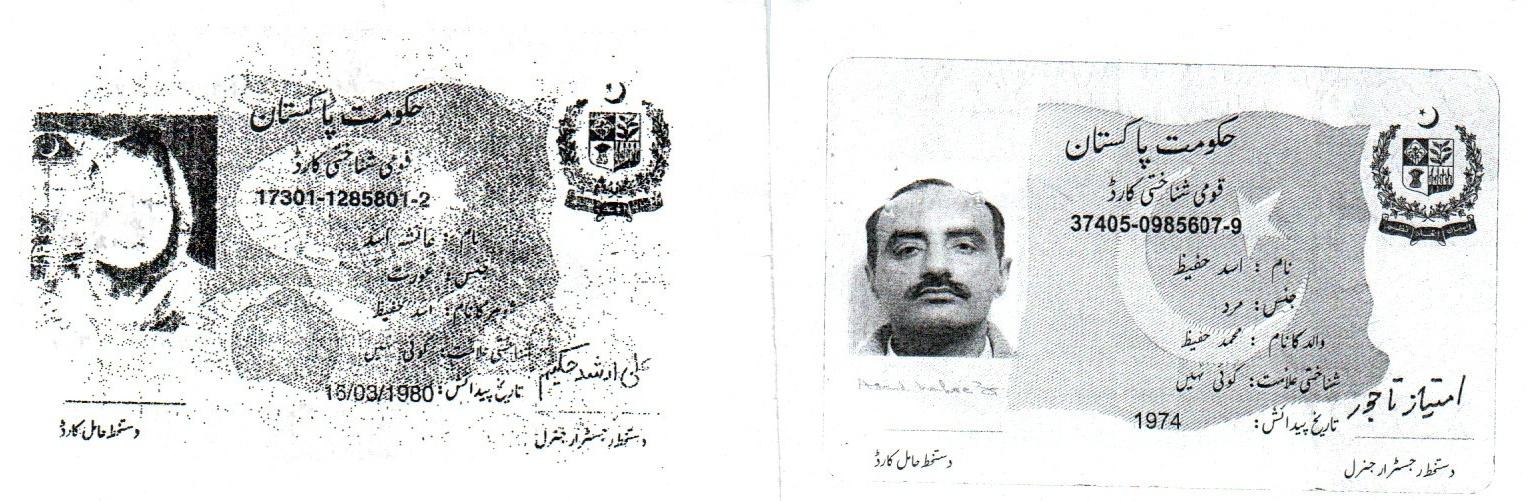 حکومت پاکستان
قومی شناختی کارڈ
17301-1285801-2
نام : عائشہ اسد
جنس : عورت
شوہر کا نام : اسد حفیظ
شناختی علامت : کوئی نہیں
تاریخ پیدائش : 15/03/1980
علی ارشد حکیم
دستخط حامل کارڈ
دستخط رجسٹرار جنرل
حکومت پاکستان
قومی شناختی کارڈ
37405-0985607-9
نام : اسد حفیظ
جنس : مرد
والد کا نام : محمد حفیظ
شناختی علامت : کوئی نہیں
تاریخ پیدائش : 1974
امتیاز تاجور
دستخط حامل کارڈ
دستخط رجسٹرار جنرل